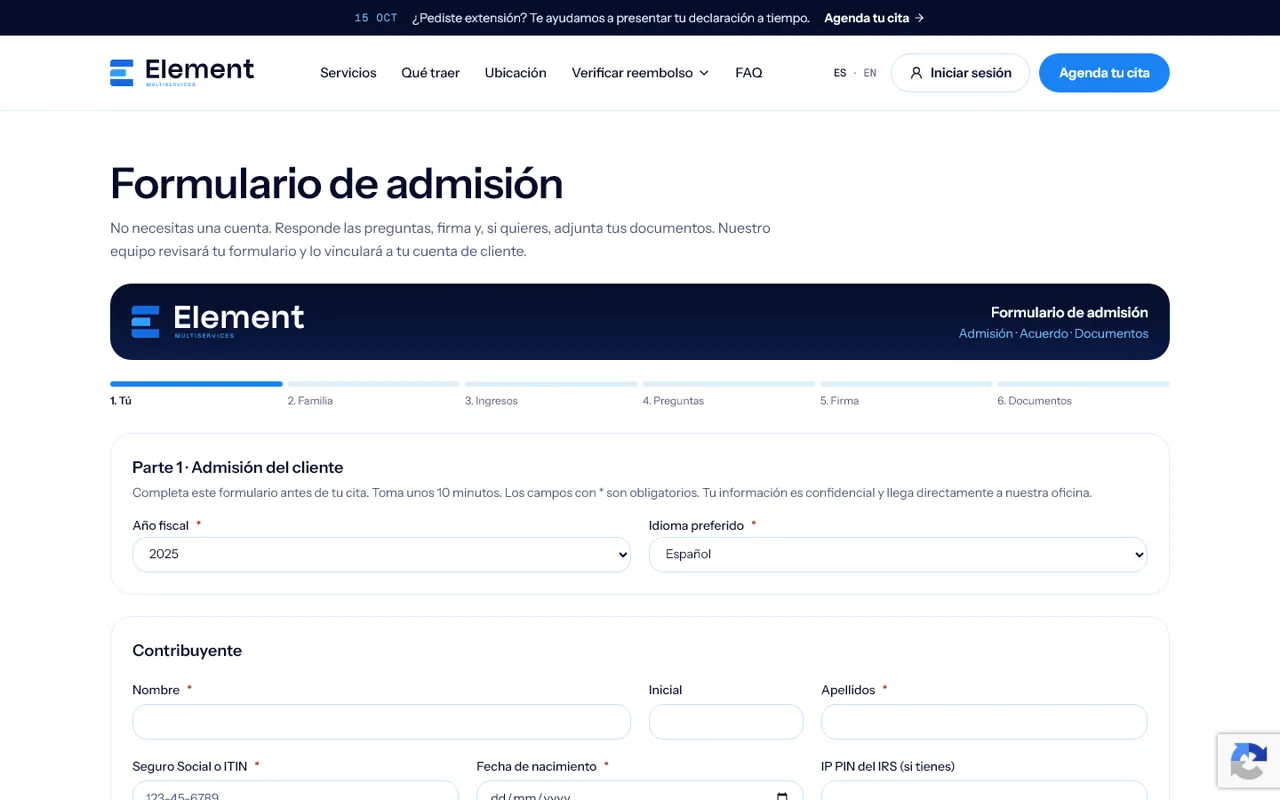 15 OCT ¿Pediste extensión? Te ayudamos a presentar tu declaración a tiempo. Agenda tu cita →
Element
MULTISERVICES
Servicios Qué traer Ubicación Verificar reembolso FAQ ES · EN Iniciar sesión Agenda tu cita
Formulario de admisión
No necesitas una cuenta. Responde las preguntas, firma y, si quieres, adjunta tus documentos. Nuestro
equipo revisará tu formulario y lo vinculará a tu cuenta de cliente.
Element
MULTISERVICES
Formulario de admisión
Admisión · Acuerdo · Documentos
1. Tú 2. Familia 3. Ingresos 4. Preguntas 5. Firma 6. Documentos
Parte 1 · Admisión del cliente
Completa este formulario antes de tu cita. Toma unos 10 minutos. Los campos con * son obligatorios. Tu información es confidencial y llega directamente a nuestra oficina.
Año fiscal * Idioma preferido *
2025 Español
Contribuyente
Nombre * Inicial Apellidos *
Seguro Social o ITIN * Fecha de nacimiento * IP PIN del IRS (si tienes)
123-45-6789 dd/mm/yyyy